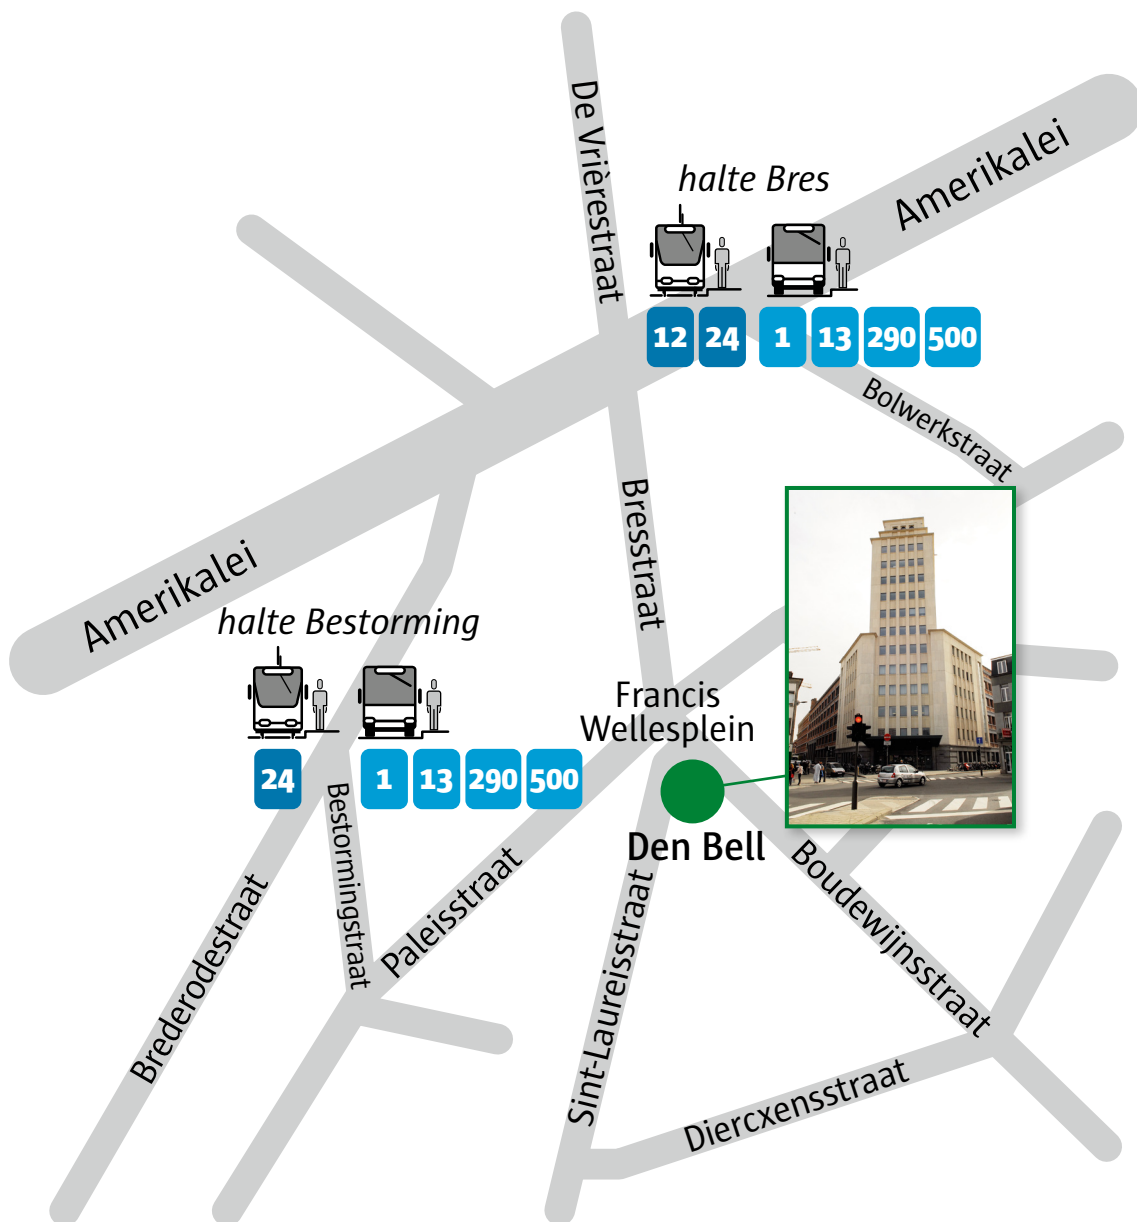 De Vrièrestraat
halte Bres
Amerikalei
12 24 1 13 290 500
Bolwerkstraat
Bresstraat
Amerikalei
halte Bestorming
24 1 13 290 500
Francis
Wellesplein
Den Bell
Bestormingstraat
Paleisstraat
Brederodestraat
Sint-Laureisstraat
Boudewijnsstraat
Diercxensstraat